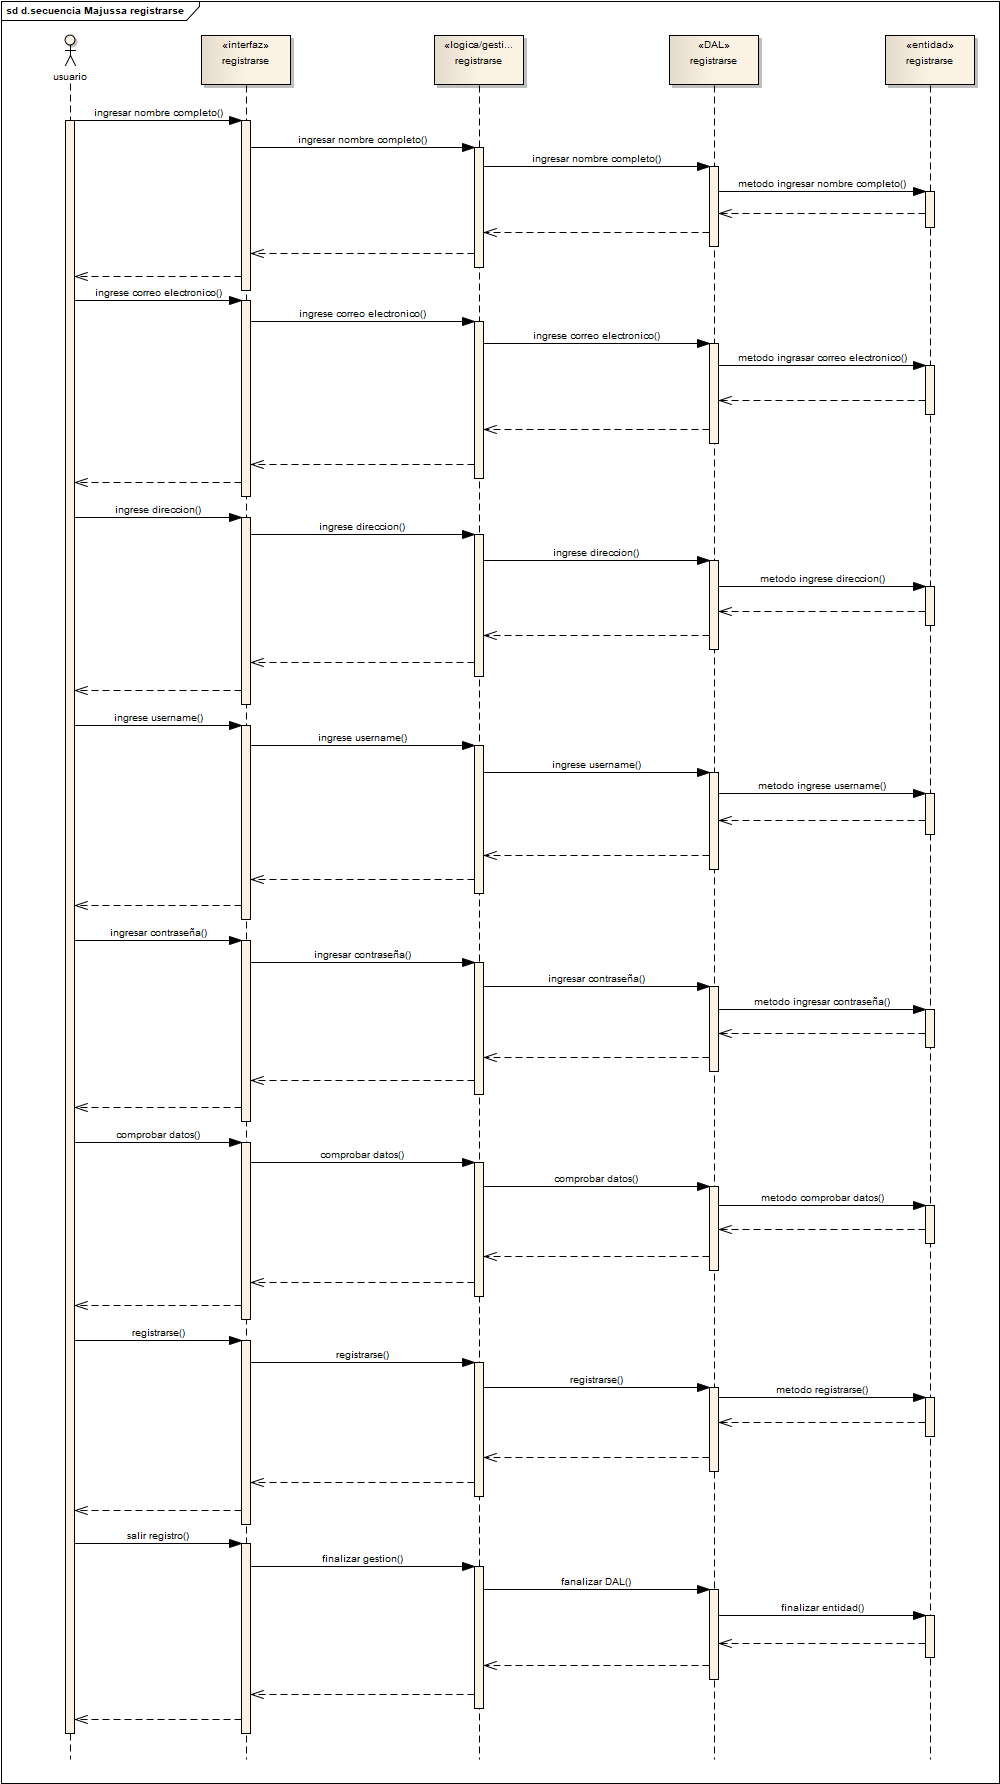 sd d.secuencia Majussa registrarse
usuario
«interfaz»
registrarse
«logica/gesti...
registrarse
«DAL»
registrarse
«entidad»
registrarse
ingresar nombre completo()
ingresar nombre completo()
ingresar nombre completo()
metodo ingresar nombre completo()
ingrese correo electronico()
ingrese correo electronico()
ingrese correo electronico()
metodo ingrasar correo electronico()
ingrese direccion()
ingrese direccion()
ingrese direccion()
metodo ingrese direccion()
ingrese username()
ingrese username()
ingrese username()
metodo ingrese username()
ingresar contraseña()
ingresar contraseña()
ingresar contraseña()
metodo ingresar contraseña()
comprobar datos()
comprobar datos()
comprobar datos()
metodo comprobar datos()
registrarse()
registrarse()
registrarse()
metodo registrarse()
salir registro()
finalizar gestion()
fanalizar DAL()
finalizar entidad()